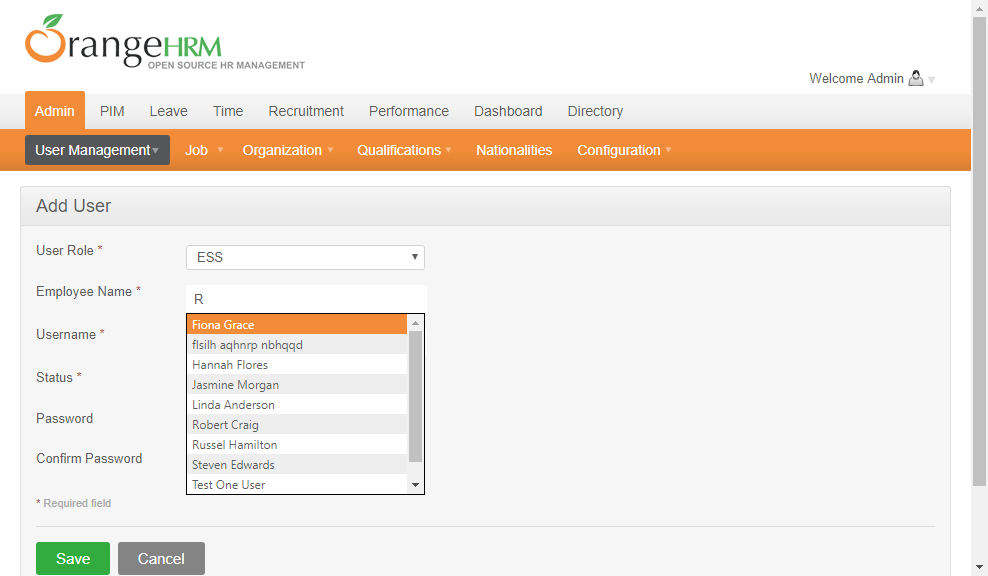 OrangeHRM
OPEN SOURCE HR MANAGEMENT
Welcome Admin
Admin PIM Leave Time Recruitment Performance Dashboard Directory
User Management Job Organization Qualifications Nationalities Configuration
Add User
User Role * ESS
Employee Name * R
Fiona Grace
Username *
flsilh aqhnrp nbhqqd
Hannah Flores
Status *
Jasmine Morgan
Linda Anderson
Password
Robert Craig
Russel Hamilton
Confirm Password
Steven Edwards
Test One User
* Required field
Save Cancel